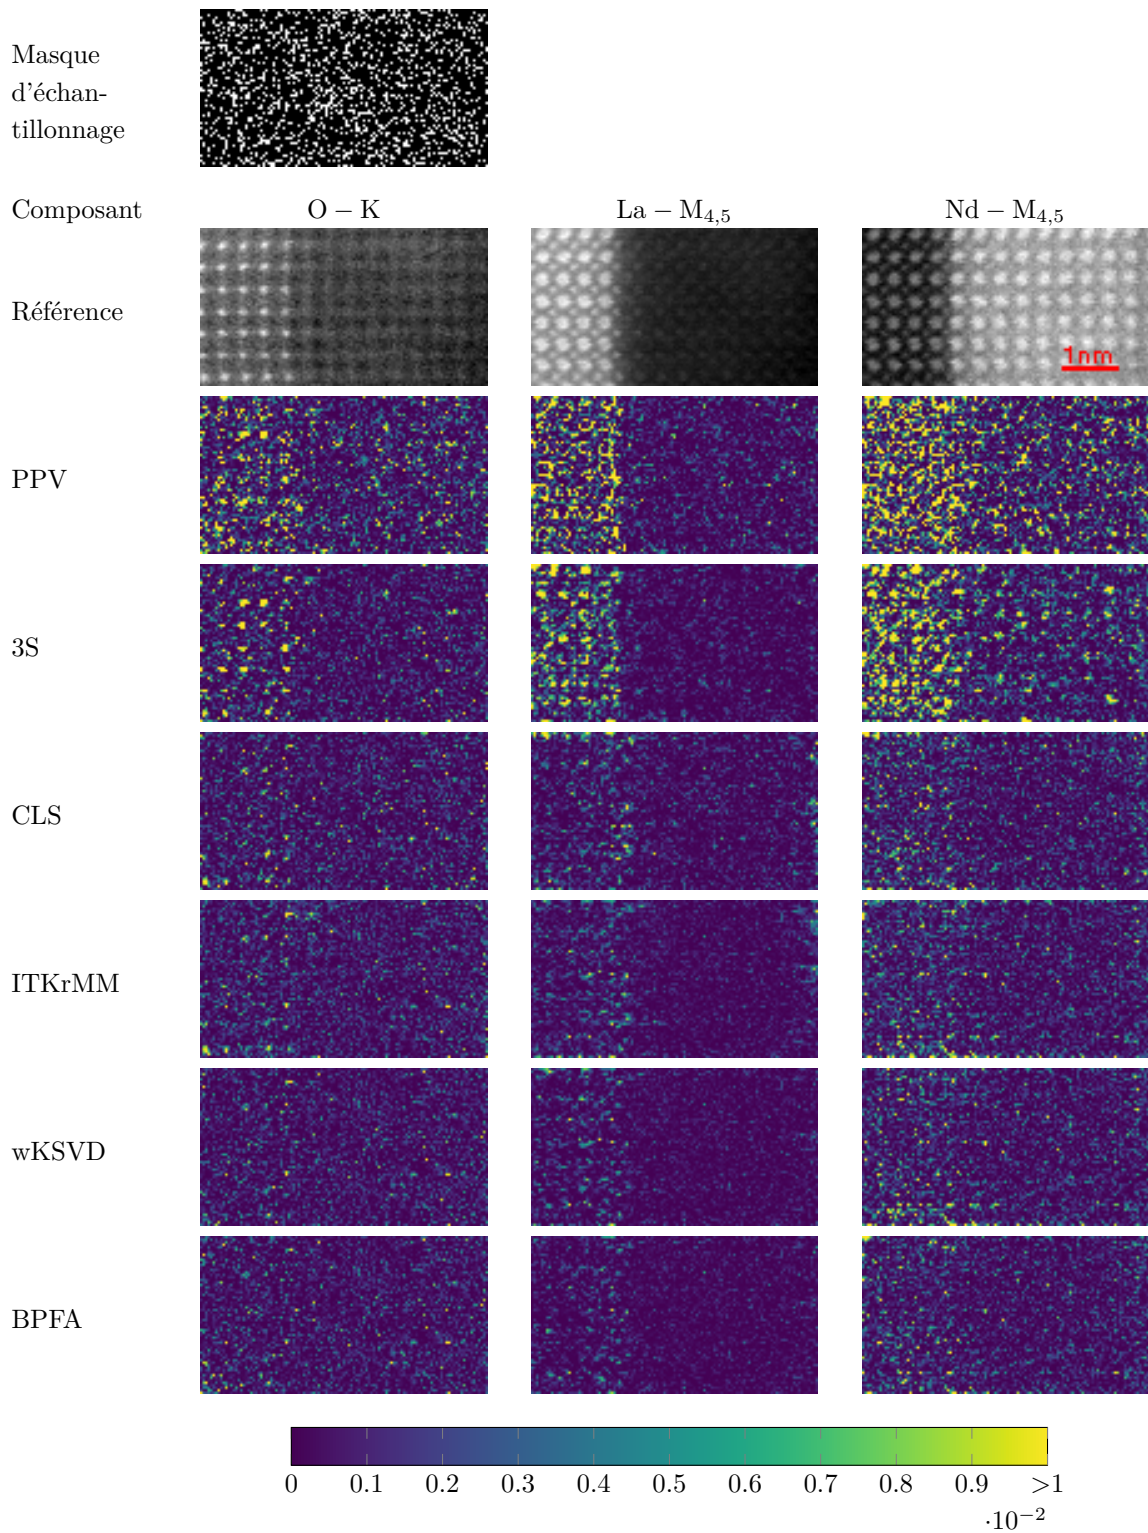 Masque
d'échan-
tillonnage
Composant O – K La – M4,5 Nd – M4,5
Référence
1nm
PPV
3S
CLS
ITKrMM
wKSVD
BPFA
0 0.1 0.2 0.3 0.4 0.5 0.6 0.7 0.8 0.9 >1
·10−2